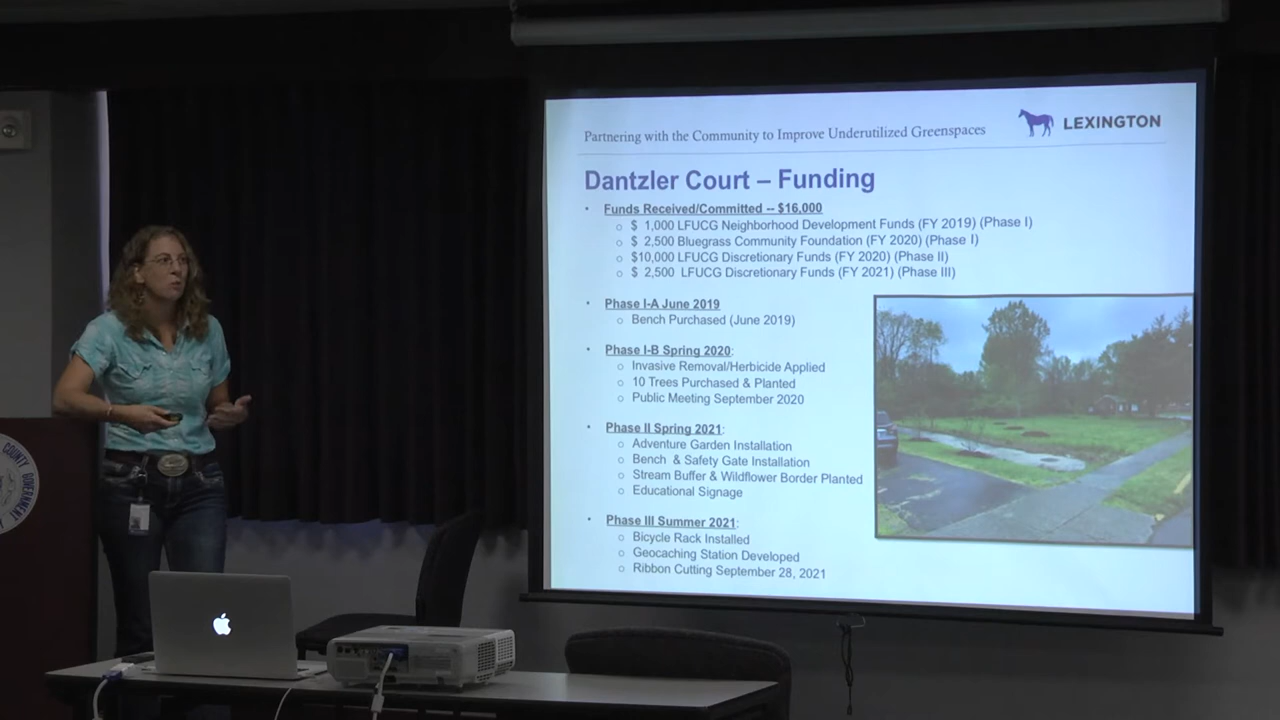 Partnering with the Community to Improve Underutilized Greenspaces
LEXINGTON
Dantzler Court – Funding
• Funds Received/Committed -- $16,000
o $ 1,000 LFUCG Neighborhood Development Funds (FY 2019) (Phase I)
o $ 2,500 Bluegrass Community Foundation (FY 2020) (Phase I)
o $10,000 LFUCG Discretionary Funds (FY 2020) (Phase II)
o $ 2,500 LFUCG Discretionary Funds (FY 2021) (Phase III)
• Phase I-A June 2019
o Bench Purchased (June 2019)
• Phase I-B Spring 2020:
o Invasive Removal/Herbicide Applied
o 10 Trees Purchased & Planted
o Public Meeting September 2020
• Phase II Spring 2021:
o Adventure Garden Installation
o Bench & Safety Gate Installation
o Stream Buffer & Wildflower Border Planted
o Educational Signage
• Phase III Summer 2021:
o Bicycle Rack Installed
o Geocaching Station Developed
o Ribbon Cutting September 28, 2021
COUNTY GOVERNMENT